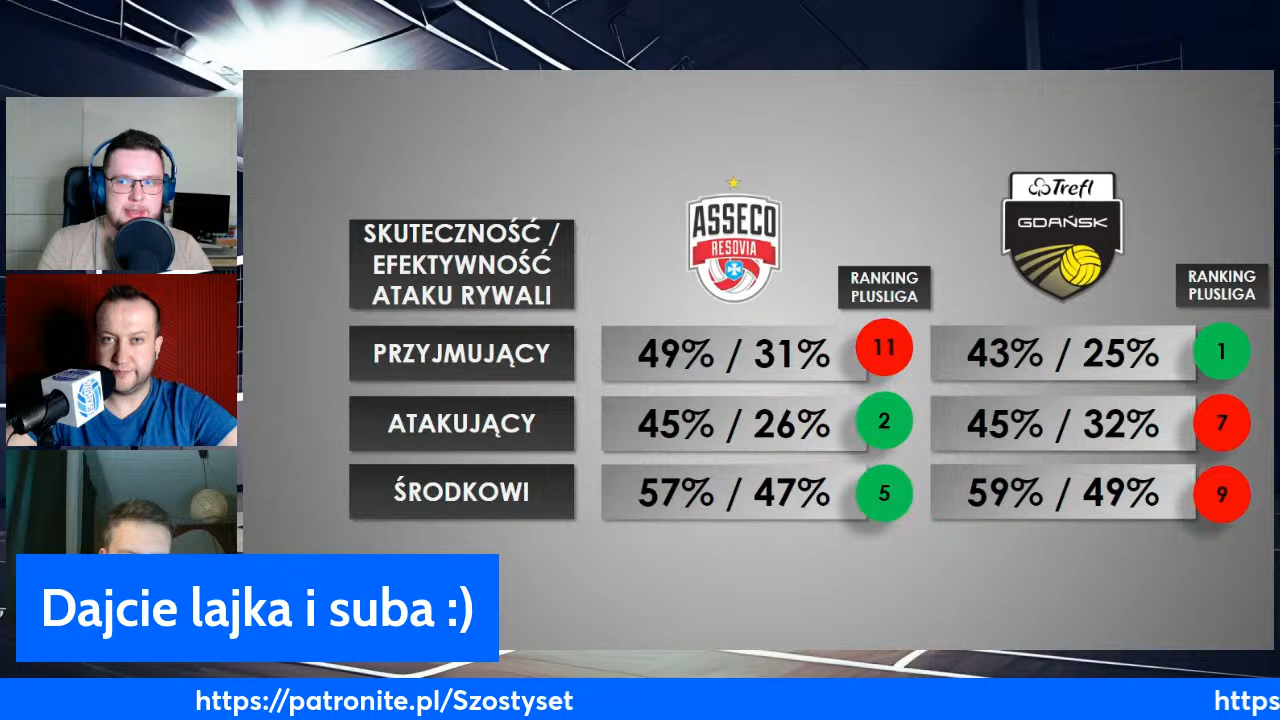 SKUTECZNOŚĆ /
EFEKTYWNOŚĆ
ATAKU RYWALI
ASSECO
RESOVIA
RANKING
PLUSLIGA
Trefl
GDAŃSK
RANKING
PLUSLIGA
PRZYJMUJĄCY
49% / 31%
11
43% / 25%
1
ATAKUJĄCY
45% / 26%
2
45% / 32%
7
ŚRODKOWI
57% / 47%
5
59% / 49%
9
Dajcie lajka i suba :)
https://patronite.pl/Szostyset
https